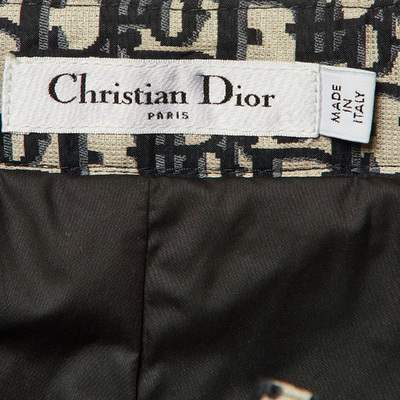 Christian Dior
PARIS
MADE
IN
ITALY